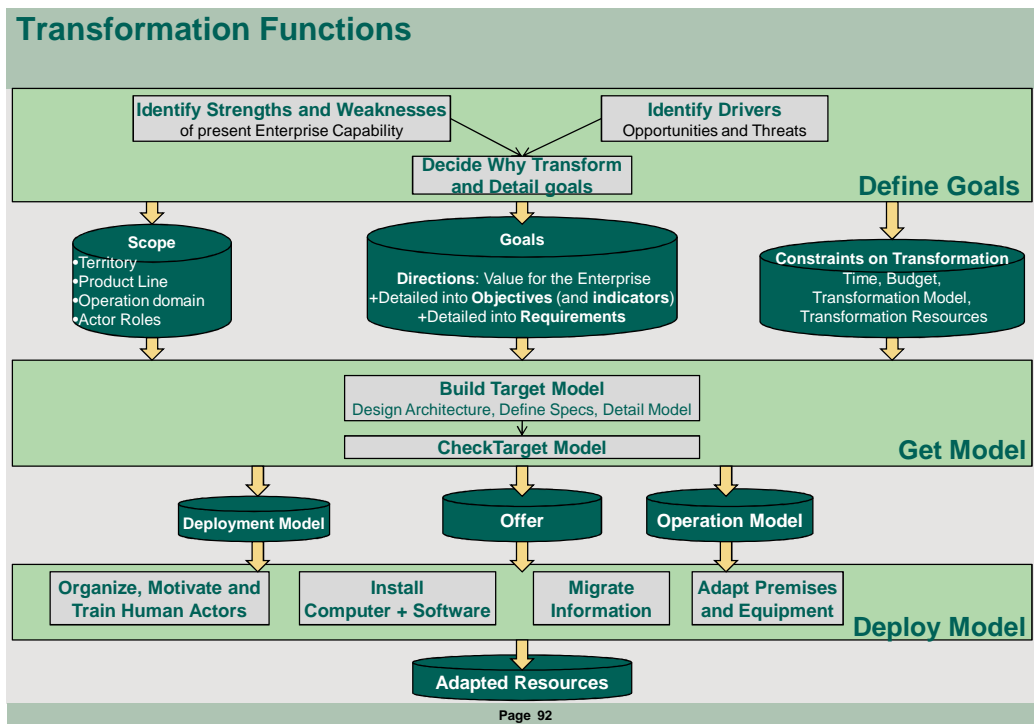 Transformation Functions
Identify Strengths and Weaknesses
of present Enterprise Capability
Identify Drivers
Opportunities and Threats
Decide Why Transform
and Detail goals
Define Goals
Scope
•Territory
•Product Line
•Operation domain
•Actor Roles
Goals
Directions: Value for the Enterprise
+Detailed into Objectives (and indicators)
+Detailed into Requirements
Constraints on Transformation
Time, Budget,
Transformation Model,
Transformation Resources
Build Target Model
Design Architecture, Define Specs, Detail Model
CheckTarget Model
Get Model
Deployment Model
Offer
Operation Model
Organize, Motivate and
Train Human Actors
Install
Computer + Software
Migrate
Information
Adapt Premises
and Equipment
Deploy Model
Adapted Resources
Page 92